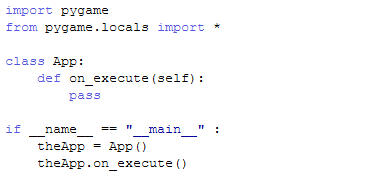 import pygame
from pygame.locals import *

class App:
    def on_execute(self):
        pass

if __name__ == "__main__" :
    theApp = App()
    theApp.on_execute()